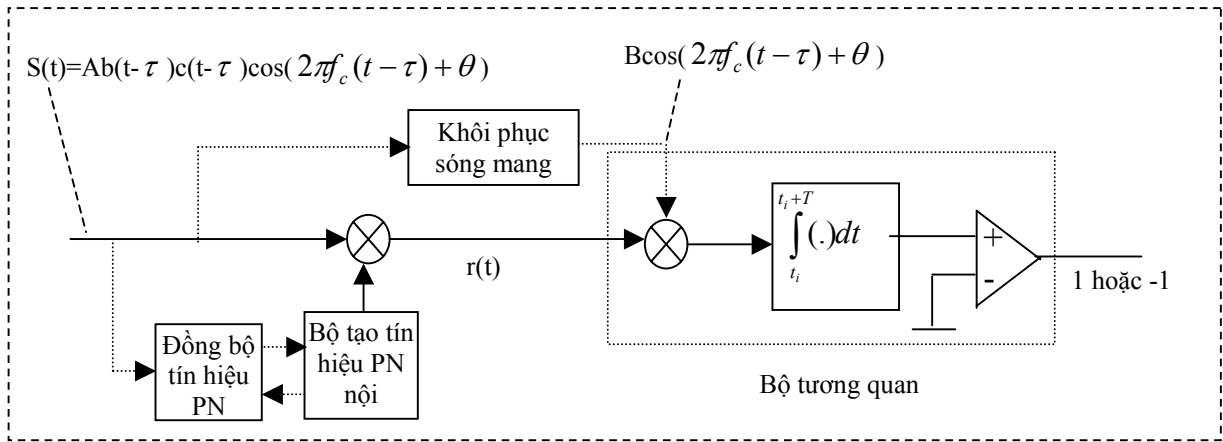 S(t)=Ab(t-τ)c(t-τ)cos(2πf_c(t−τ)+θ)
Bcos(2πf_c(t−τ)+θ)
Khôi phục
sóng mang
t_i+T
∫(.)dt
t_i
+
-
r(t)
1 hoặc -1
Đồng bộ
tín hiệu
PN
Bộ tạo tín
hiệu PN
nội
Bộ tương quan